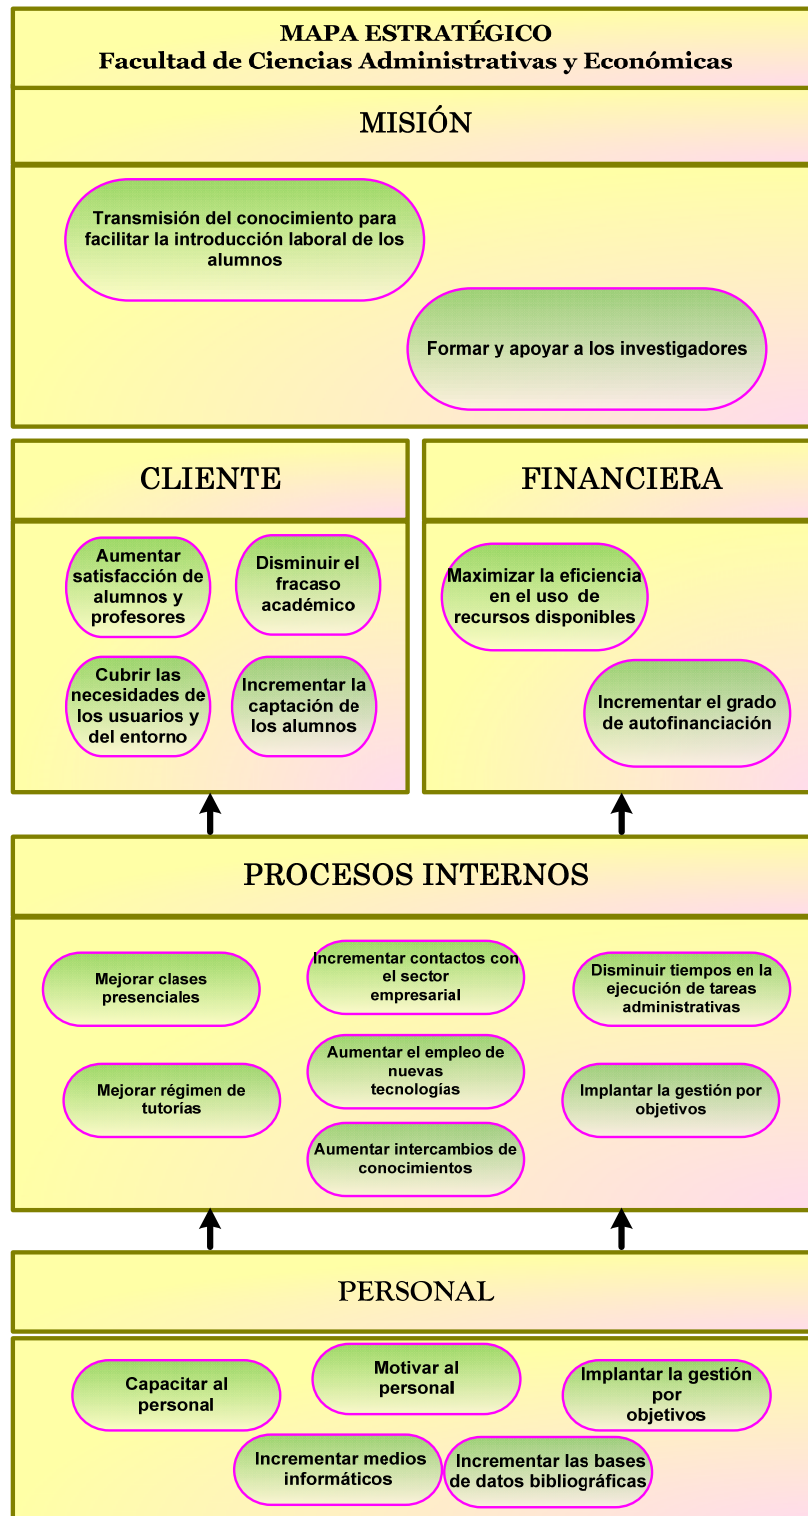 MAPA ESTRATÉGICO
Facultad de Ciencias Administrativas y Económicas
MISIÓN
Transmisión del conocimiento para
facilitar la introducción laboral de los
alumnos
Formar y apoyar a los investigadores
CLIENTE
Aumentar
satisfacción de
alumnos y
profesores
Disminuir el
fracaso
académico
Cubrir las
necesidades de
los usuarios y
del entorno
Incrementar la
captación de
los alumnos
FINANCIERA
Maximizar la eficiencia
en el uso de
recursos disponibles
Incrementar el grado
de autofinanciación
PROCESOS INTERNOS
Mejorar clases
presenciales
Incrementar contactos con
el sector
empresarial
Disminuir tiempos en la
ejecución de tareas
administrativas
Mejorar régimen de
tutorías
Aumentar el empleo de
nuevas
tecnologías
Implantar la gestión por
objetivos
Aumentar intercambios de
conocimientos
PERSONAL
Capacitar al
personal
Motivar al
personal
Implantar la gestión
por
objetivos
Incrementar medios
informáticos
Incrementar las bases
de datos bibliográficas